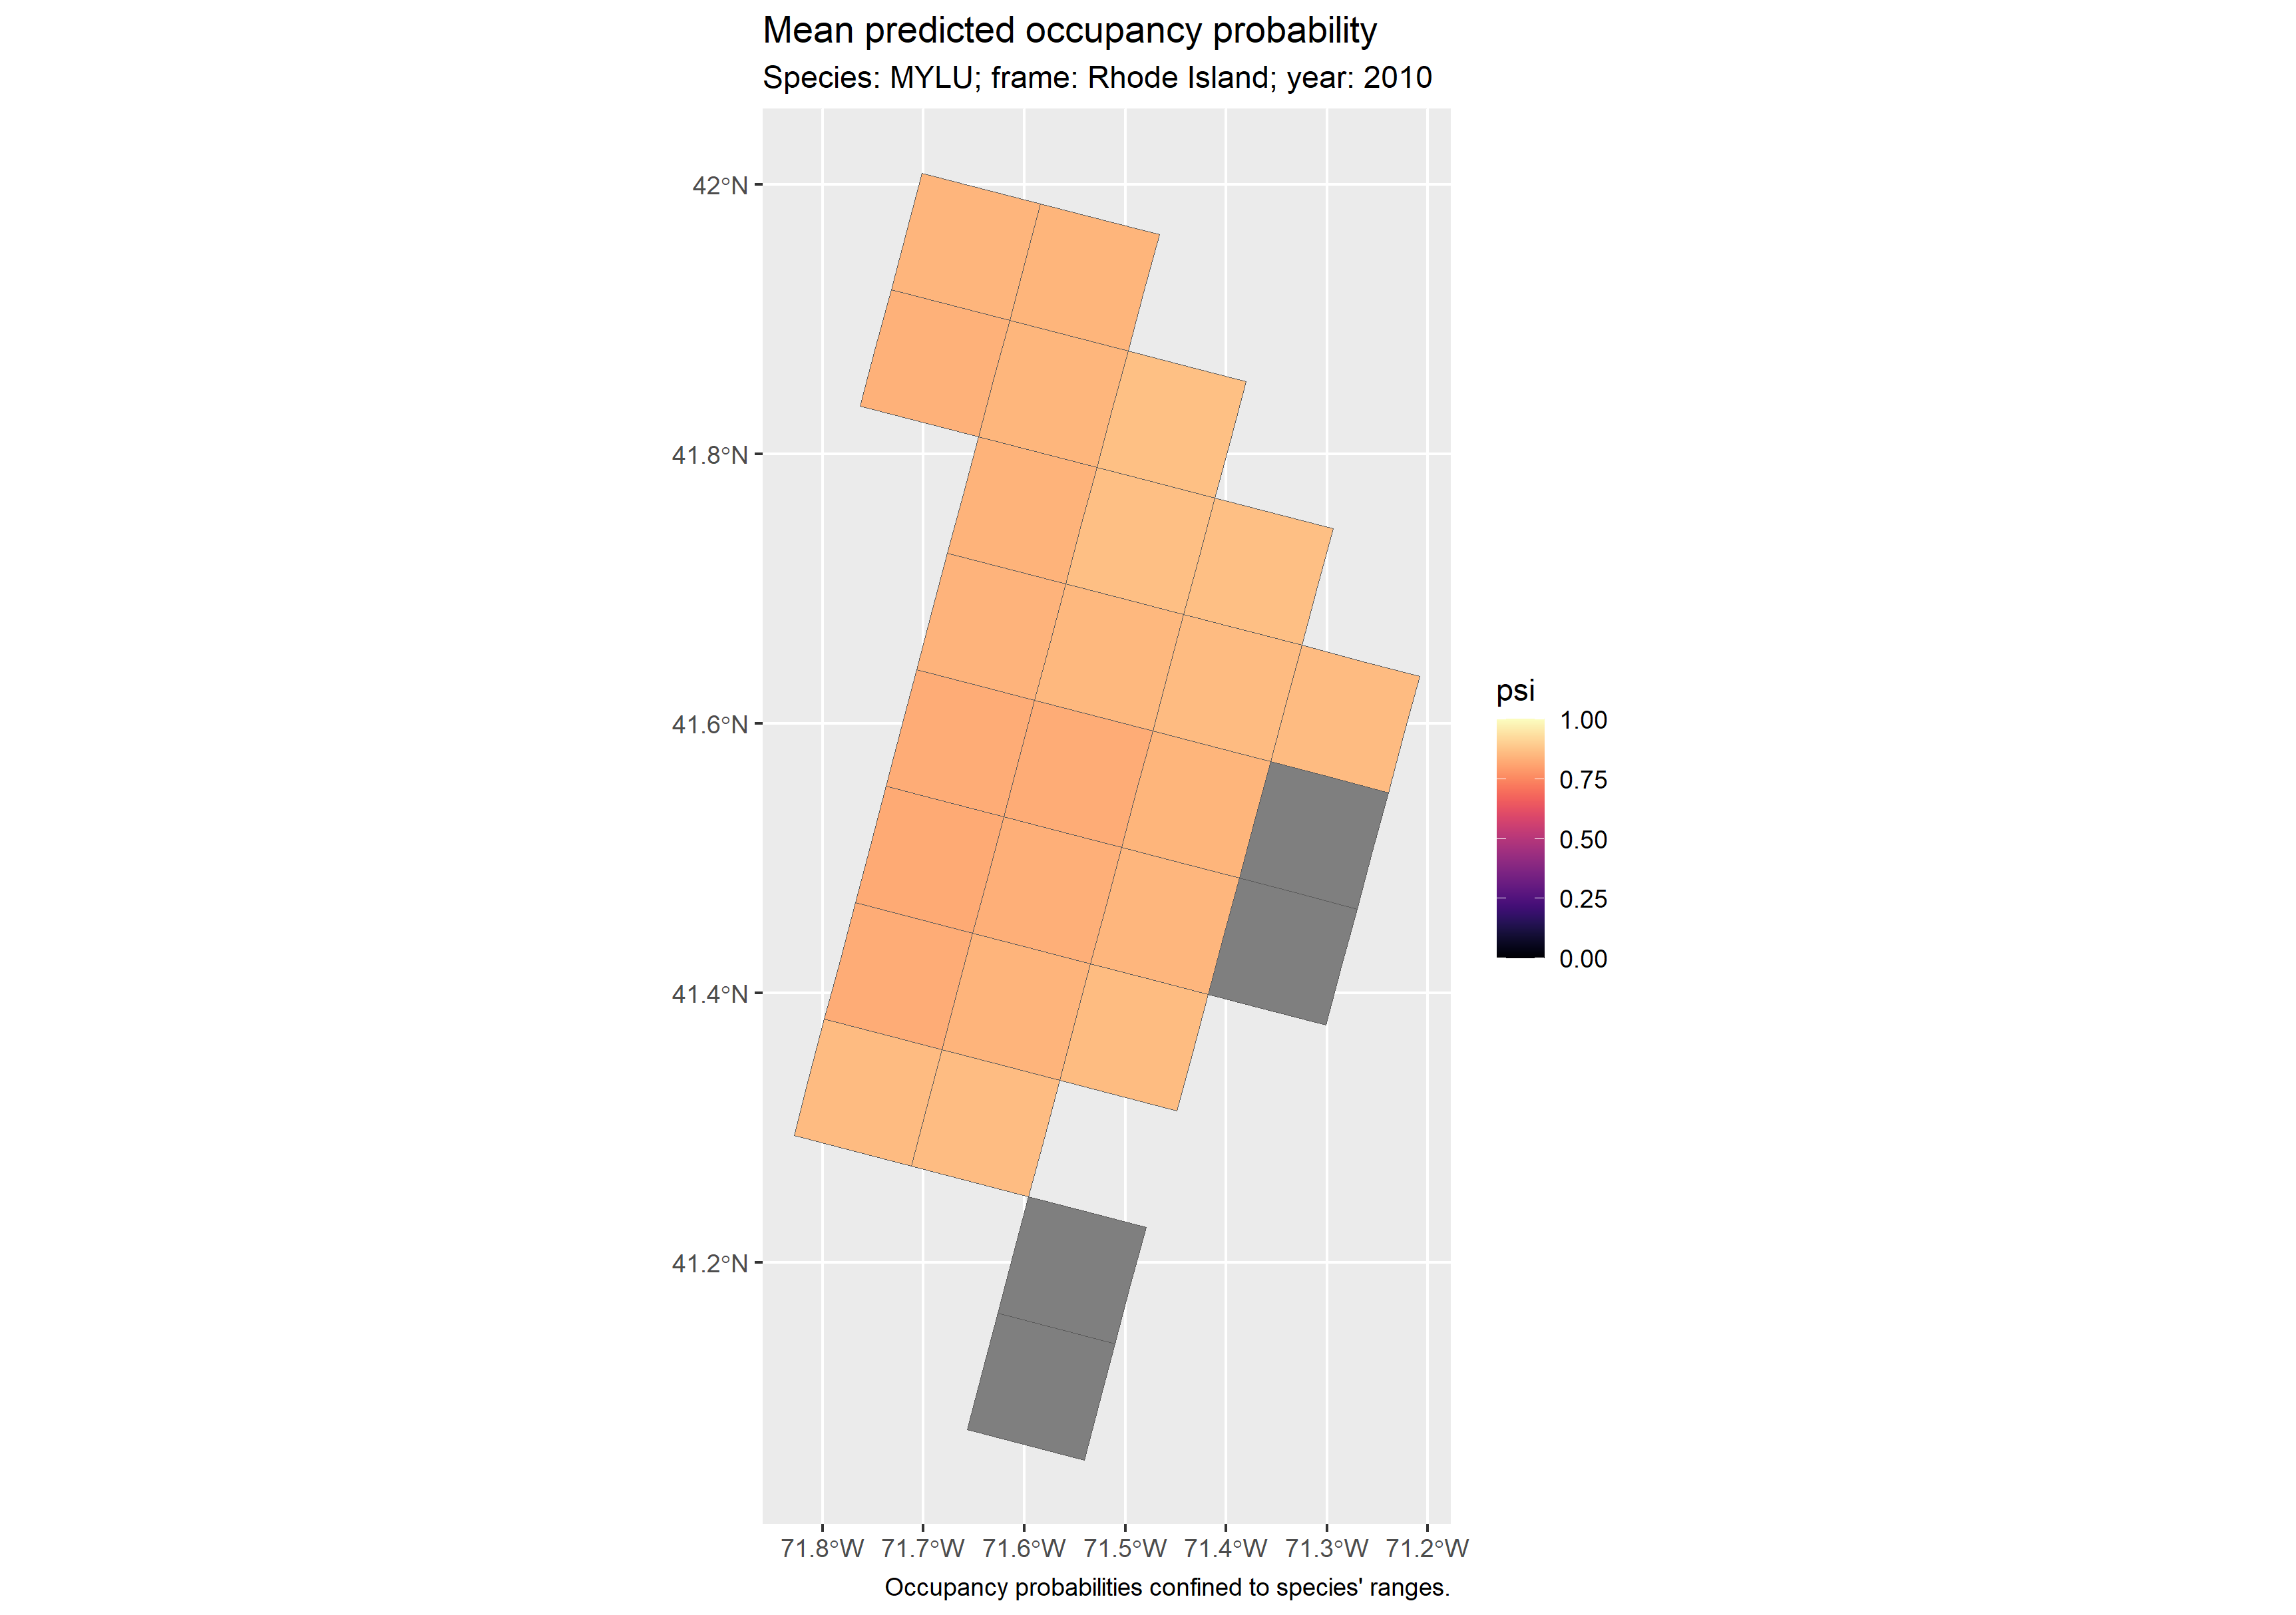 Mean predicted occupancy probability
Species: MYLU; frame: Rhode Island; year: 2010
42°N
41.8°N
41.6°N
41.4°N
41.2°N
71.8°W 71.7°W 71.6°W 71.5°W 71.4°W 71.3°W 71.2°W
psi
1.00
0.75
0.50
0.25
0.00
Occupancy probabilities confined to species' ranges.